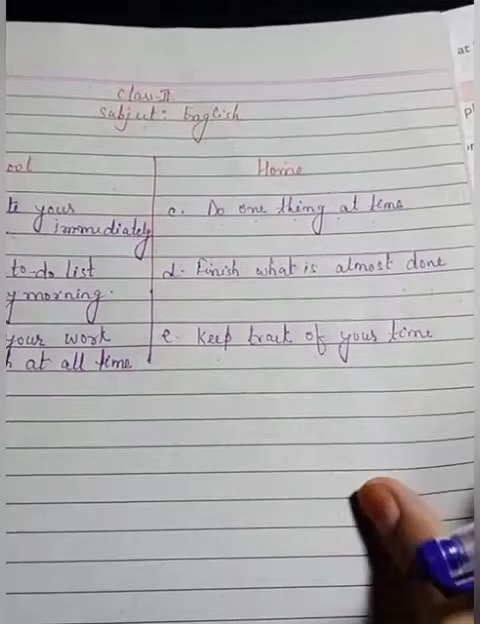 Class-II
Subject: English
ool Home
te your c. Do one thing at time
immediately
to-do list d. Finish what is almost done
y morning.
your work e. Keep track of your time
h at all time
at